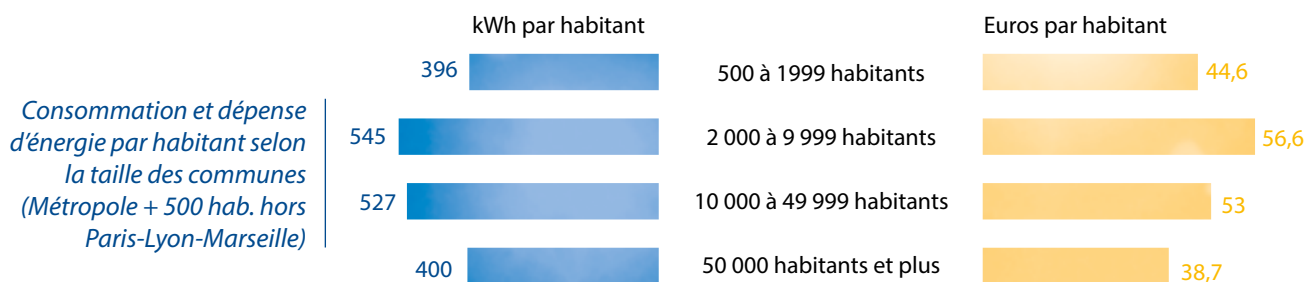 kWh par habitant
Euros par habitant
396
500 à 1999 habitants
44,6
Consommation et dépense
d'énergie par habitant selon
la taille des communes
(Métropole + 500 hab. hors
Paris-Lyon-Marseille)
545
2 000 à 9 999 habitants
56,6
527
10 000 à 49 999 habitants
53
400
50 000 habitants et plus
38,7